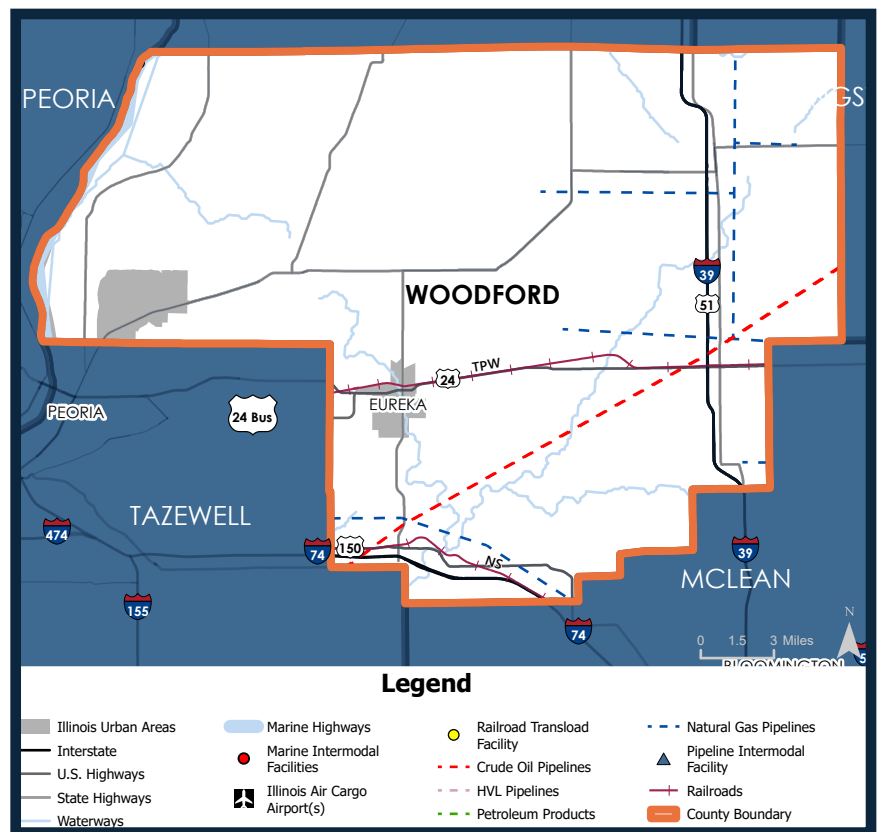 PEORIA
GS
39
WOODFORD
51
TPW
24
EUREKA
PEORIA
24 Bus
TAZEWELL
474
74
150
NS
39
MCLEAN
155
74
N
0 1.5 3 Miles
BLOOMINGTON
5
Legend
Illinois Urban Areas
Interstate
U.S. Highways
State Highways
Waterways
Marine Highways
Marine Intermodal
Facilities
Illinois Air Cargo
Airport(s)
Railroad Transload
Facility
Crude Oil Pipelines
HVL Pipelines
Petroleum Products
Natural Gas Pipelines
Pipeline Intermodal
Facility
Railroads
County Boundary